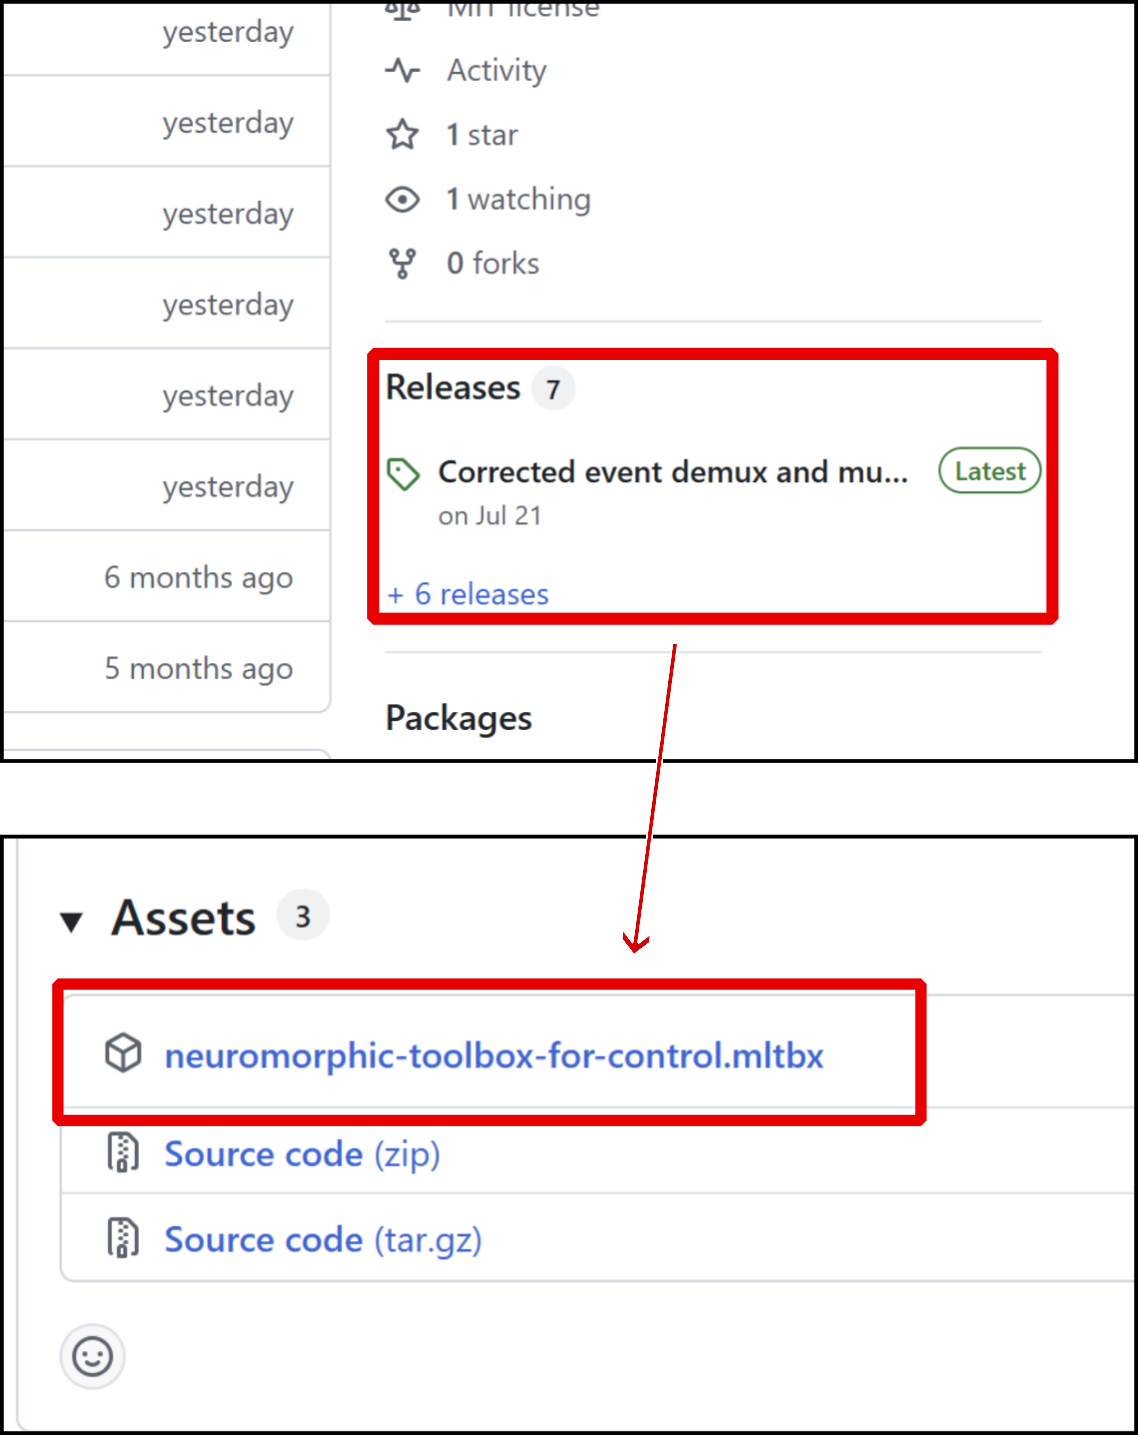 yesterday
yesterday
yesterday
yesterday
yesterday
yesterday
6 months ago
5 months ago
MIT license
Activity
1 star
1 watching
0 forks
Releases 7
Corrected event demux and mu... Latest
on Jul 21
+ 6 releases
Packages
Assets 3
neuromorphic-toolbox-for-control.mltbx
Source code (zip)
Source code (tar.gz)